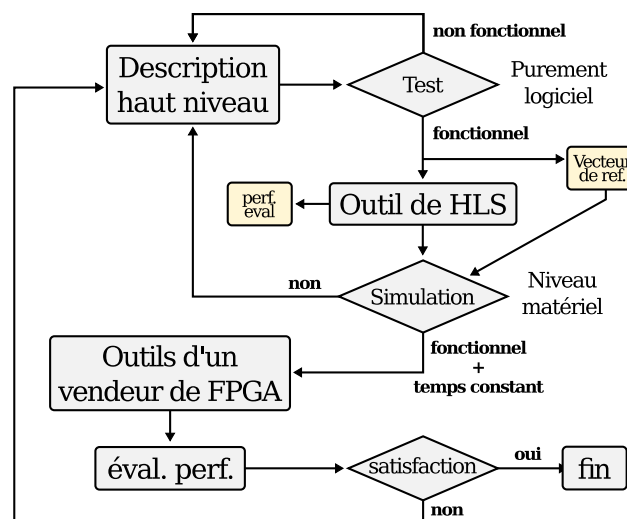 non fonctionnel
Description
haut niveau
Test
Purement
logiciel
fonctionnel
Vecteur
de ref.
perf.
eval
Outil de HLS
non
Simulation
Niveau
matériel
Outils d'un
vendeur de FPGA
fonctionnel
+
temps constant
éval. perf.
satisfaction
oui
fin
non